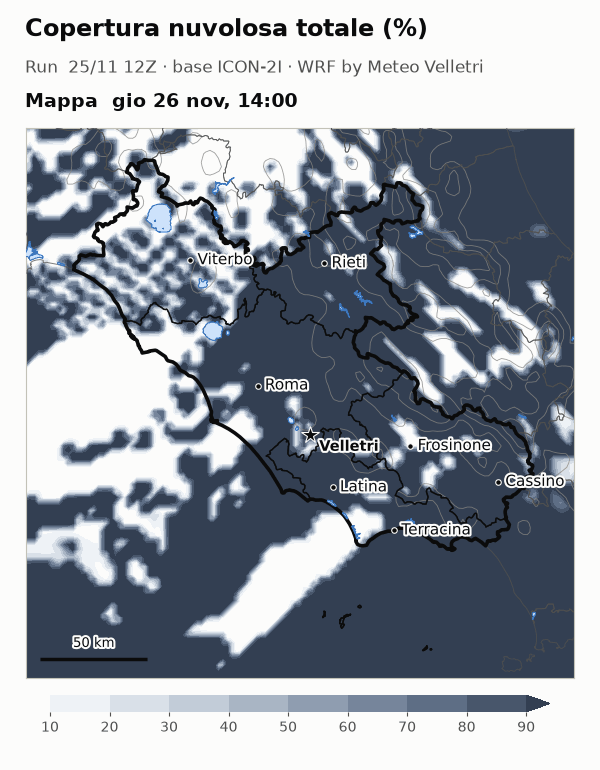 Copertura nuvolosa totale (%)
Run 25/11 12Z · base ICON-2I · WRF by Meteo Velletri
Mappa gio 26 nov, 14:00
Viterbo
Rieti
Roma
Velletri
Frosinone
Latina
Cassino
Terracina
50 km
10 20 30 40 50 60 70 80 90